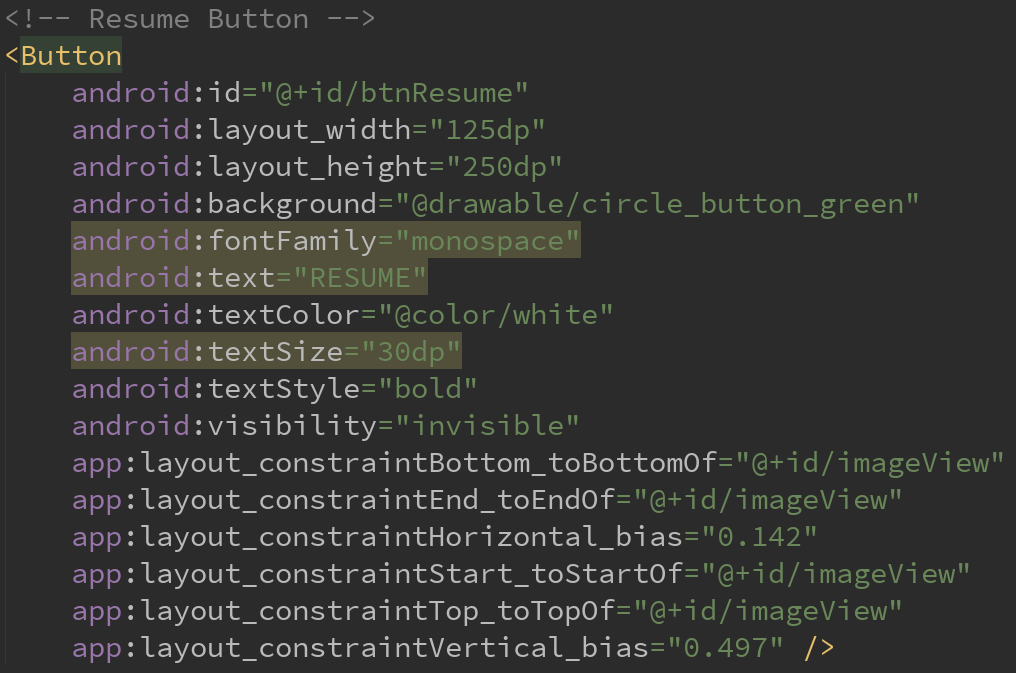 <!-- Resume Button -->
<Button
android:id="@+id/btnResume"
android:layout_width="125dp"
android:layout_height="250dp"
android:background="@drawable/circle_button_green"
android:fontFamily="monospace"
android:text="RESUME"
android:textColor="@color/white"
android:textSize="30dp"
android:textStyle="bold"
android:visibility="invisible"
app:layout_constraintBottom_toBottomOf="@+id/imageView"
app:layout_constraintEnd_toEndOf="@+id/imageView"
app:layout_constraintHorizontal_bias="0.142"
app:layout_constraintStart_toStartOf="@+id/imageView"
app:layout_constraintTop_toTopOf="@+id/imageView"
app:layout_constraintVertical_bias="0.497" />